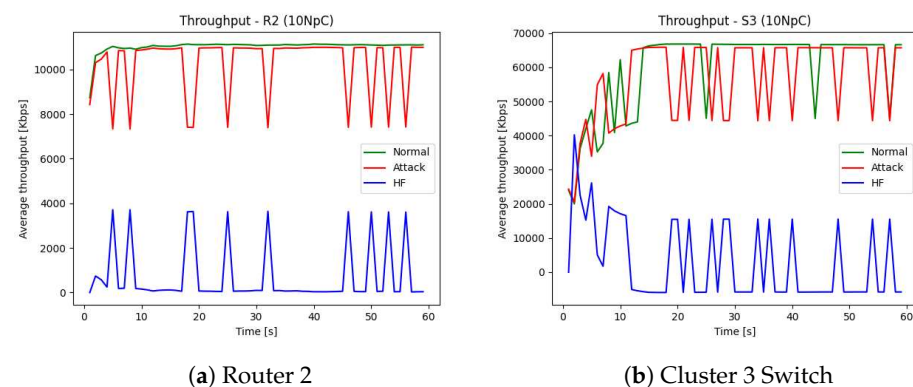 Throughput - R2 (10NpC)
Average throughput [Kbps]
10000
8000
6000
4000
2000
0
Normal
Attack
HF
0 10 20 30 40 50 60
Time [s]
(a) Router 2
Throughput - S3 (10NpC)
Average throughput [Kbps]
70000
60000
50000
40000
30000
20000
10000
0
Normal
Attack
HF
0 10 20 30 40 50 60
Time [s]
(b) Cluster 3 Switch